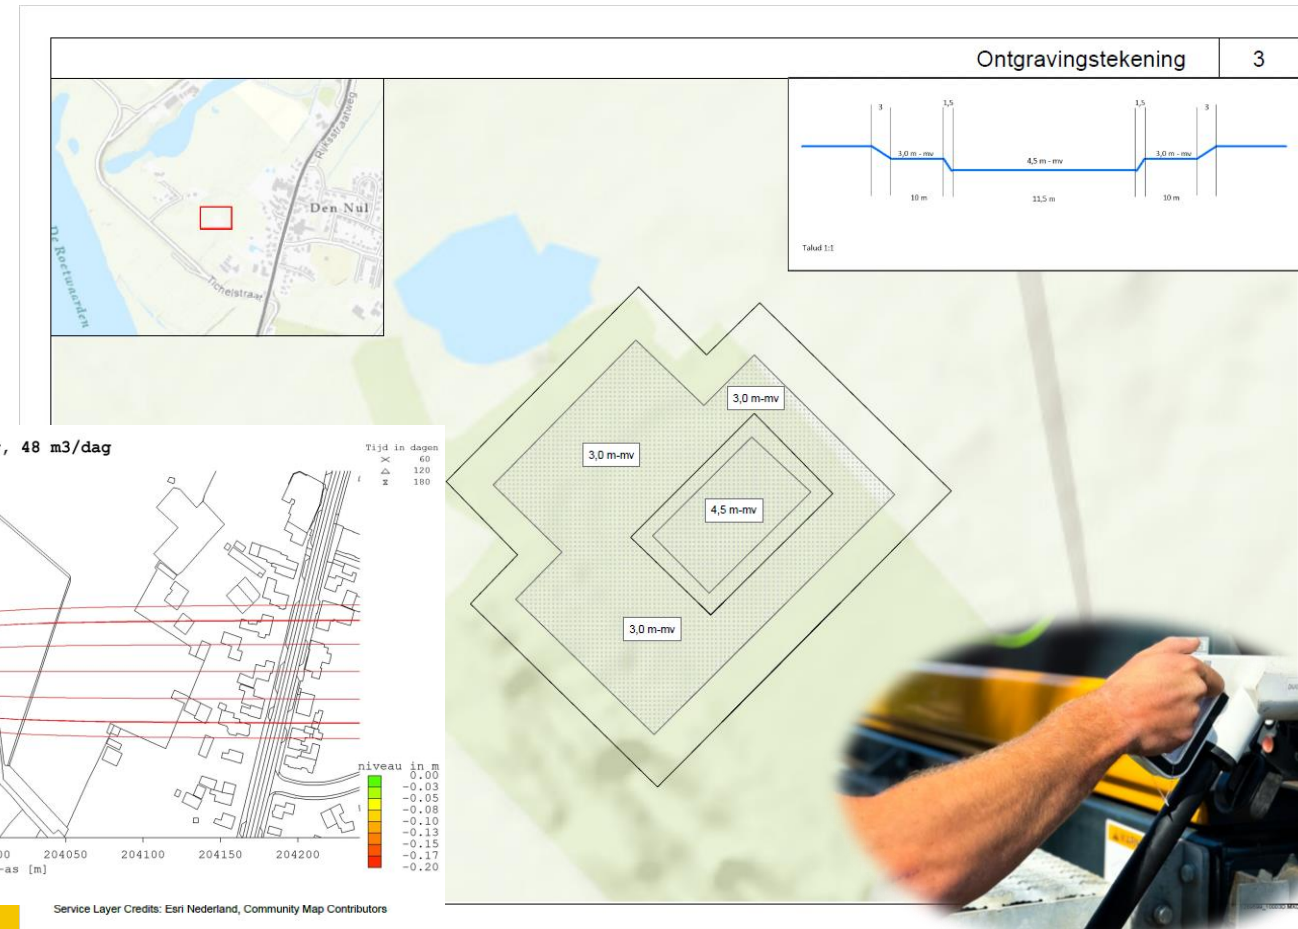 Ontgravingstekening 3
Rijksstraatweg
Den Nul
De Roetwaarden
Tichelstraat
3 1,5 1,5 3
3,0 m - mv 4,5 m - mv 3,0 m - mv
10 m 11,5 m 10 m
Talud 1:1
3,0 m-mv
3,0 m-mv
4,5 m-mv
3,0 m-mv
, 48 m3/dag
Tijd in dagen
60
120
180
niveau in m
0.00
-0.03
-0.05
-0.08
-0.10
-0.13
-0.15
-0.17
-0.20
00 204050 204100 204150 204200
-as [m]
Service Layer Credits: Esri Nederland, Community Map Contributors